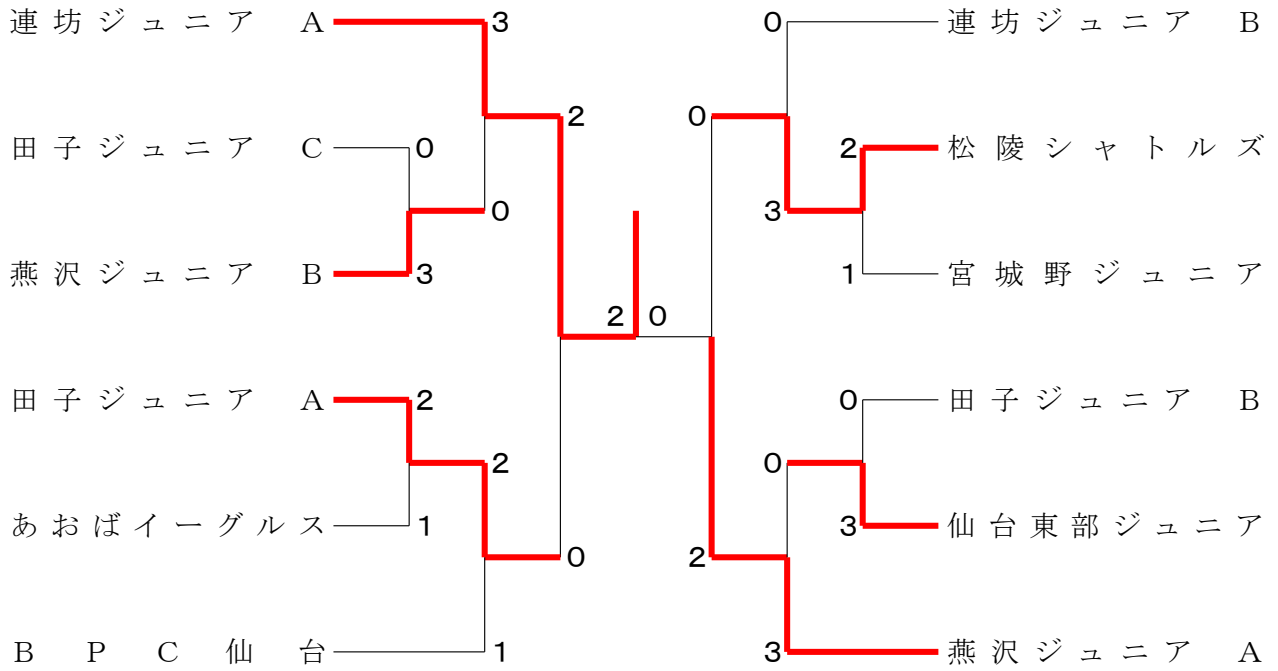 連坊ジュニア A 3 0 連坊ジュニア B
2 0
田子ジュニア C 0 2 松陵シャトルズ
0 3
燕沢ジュニア B 3 1 宮城野ジュニア
2 0
田子ジュニア A 2 0 田子ジュニア B
2 0
あおばイーグルス 1 3 仙台東部ジュニア
0 2
BPC仙台 1 3 燕沢ジュニア A